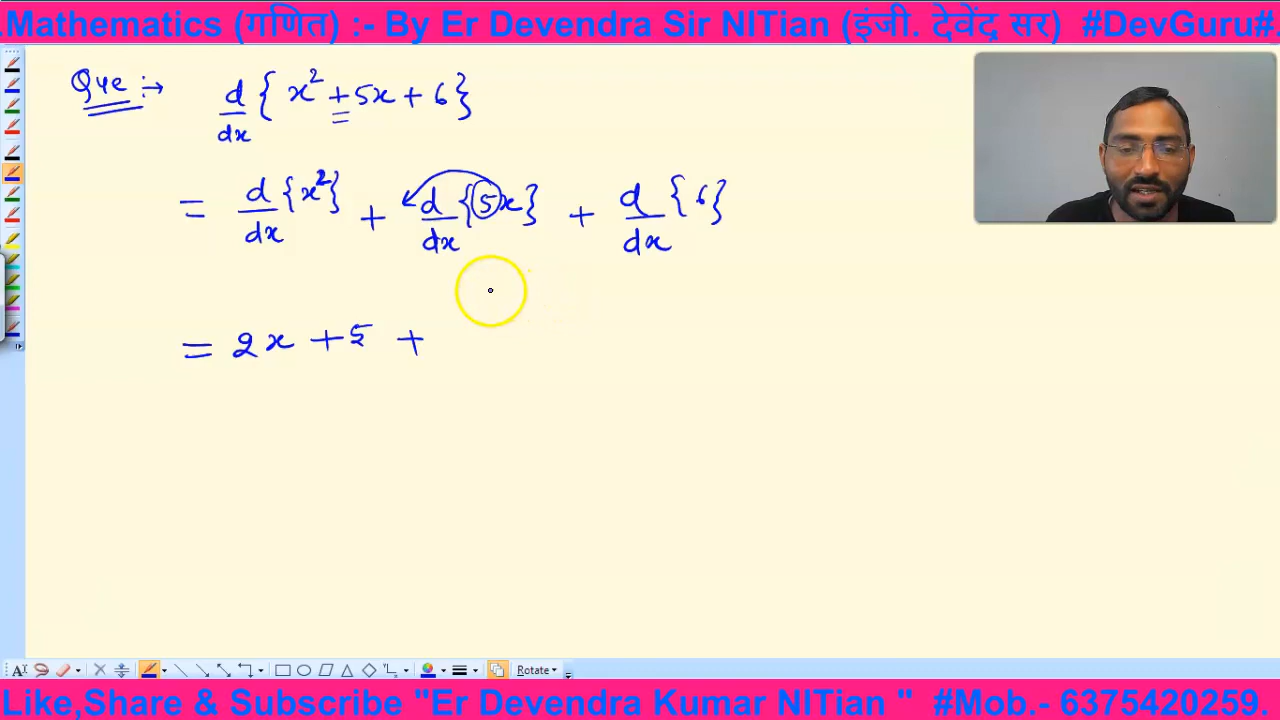 .Mathematics (गणित) :- By Er Devendra Sir NITian (इंजी. देवेंद्र सर) #DevGuru#.
Que :→ d/dx { x² + 5x + 6 }
= d/dx {x²} + d/dx {5x} + d/dx {6}
= 2x + 5 +
Rotate
Like,Share & Subscribe "Er Devendra Kumar NITian " #Mob.- 6375420259.